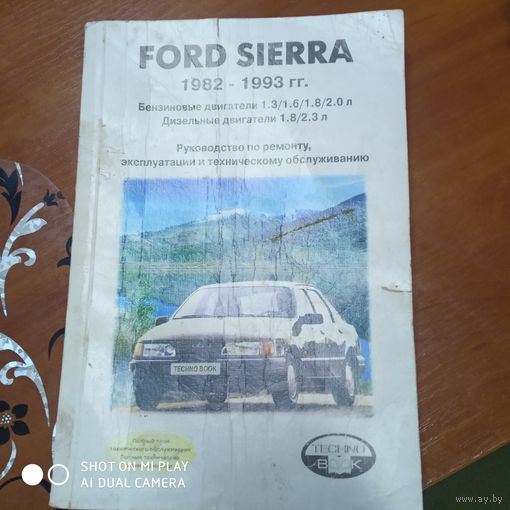 FORD SIERRA
1982 - 1993 гг.
Бензиновые двигатели 1.3/1.6/1.8/2.0 л
Дизельные двигатели 1.8/2.3 л
Руководство по ремонту,
эксплуатации и техническому обслуживанию
TECHNO BOOK
TECHNO
BOOK
SHOT ON MI PLAY
AI DUAL CAMERA
www.ay.by